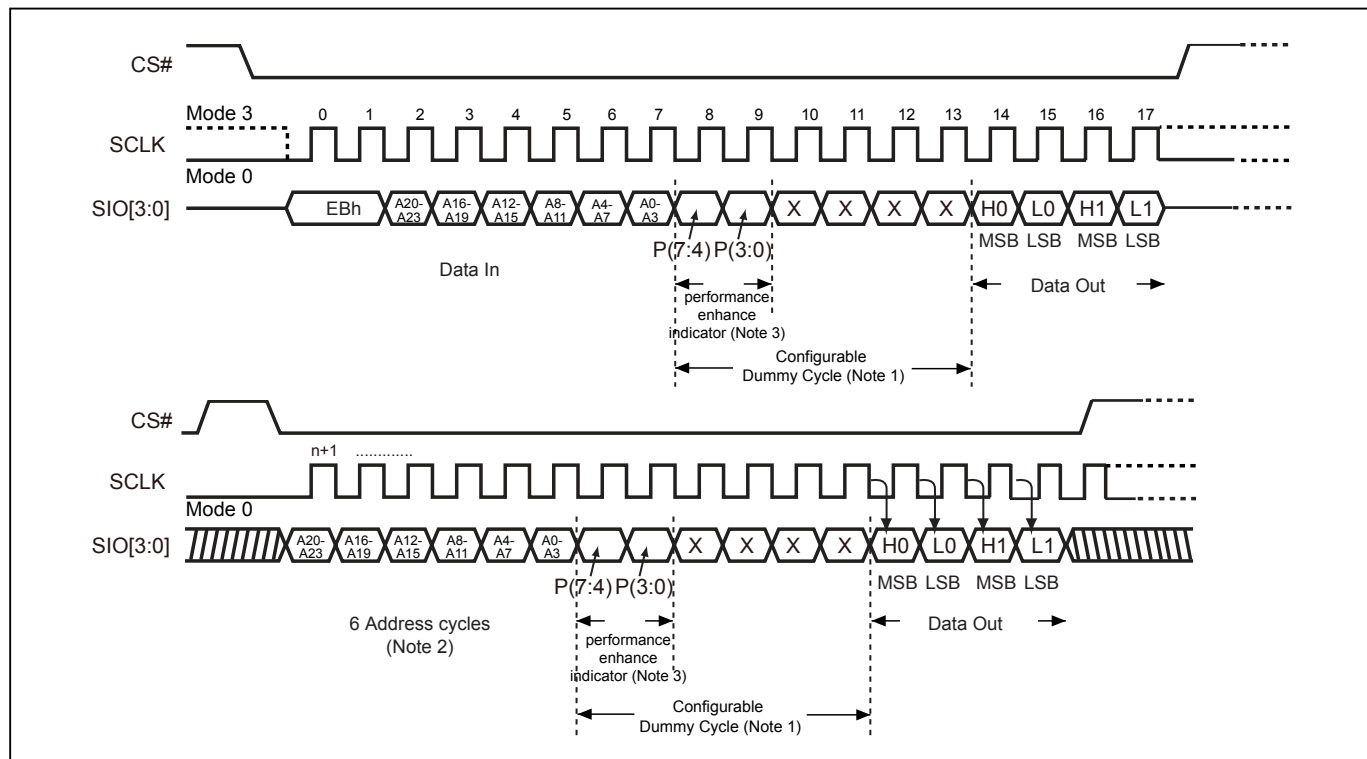 CS#
Mode 3
0 1 2 3 4 5 6 7 8 9 10 11 12 13 14 15 16 17
SCLK
Mode 0
SIO[3:0]
EBh
A20-
A23
A16-
A19
A12-
A15
A8-
A11
A4-
A7
A0-
A3
X X X X H0 L0 H1 L1
P(7:4) P(3:0)
MSB LSB MSB LSB
Data In
Data Out
performance
enhance
indicator (Note 3)
Configurable
Dummy Cycle (Note 1)
CS#
n+1 .............
SCLK
Mode 0
SIO[3:0]
A20-
A23
A16-
A19
A12-
A15
A8-
A11
A4-
A7
A0-
A3
X X X X H0 L0 H1 L1
P(7:4) P(3:0)
MSB LSB MSB LSB
6 Address cycles
(Note 2)
Data Out
performance
enhance
indicator (Note 3)
Configurable
Dummy Cycle (Note 1)